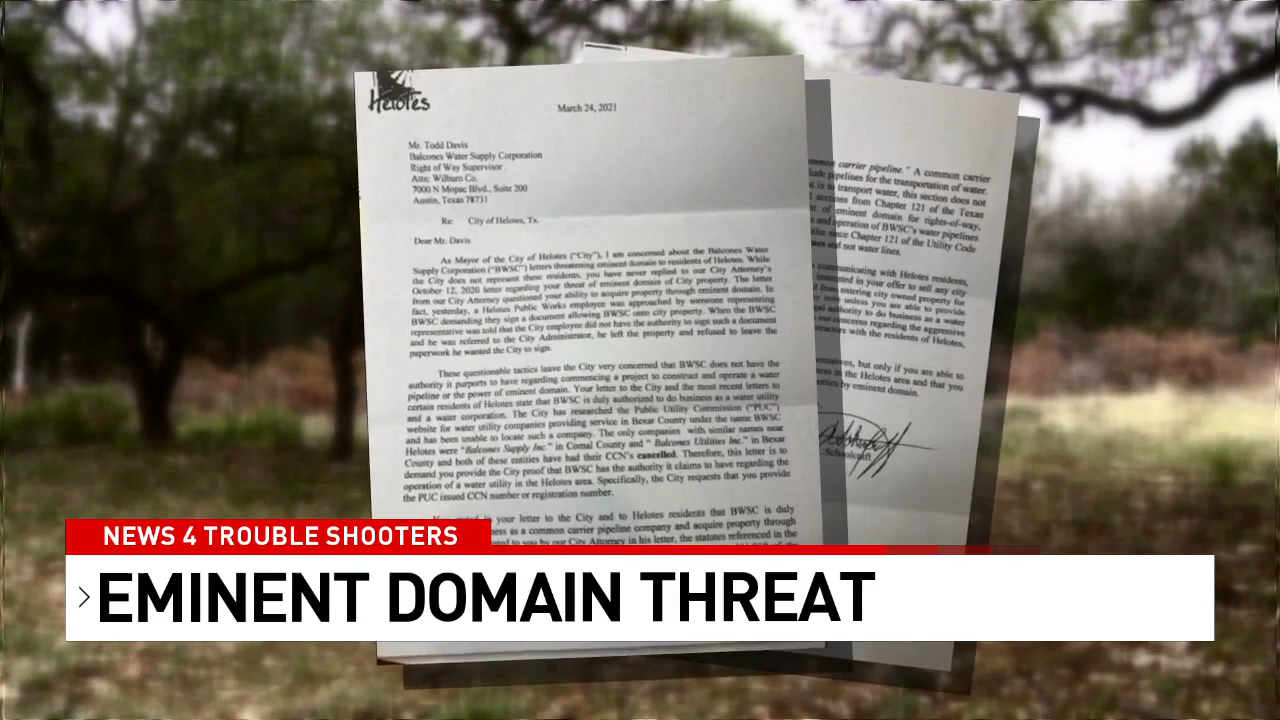 Helotes
March 24, 2021
Mr. Todd Davis
Balcones Water Supply Corporation
Right of Way Supervisor
Attn: Wilburn Co.
7000 N Mopac Blvd., Suite 200
Austin, Texas 78731
Re: City of Helotes, Tx.
Dear Mr. Davis
As Mayor of the City of Helotes ("City"), I am concerned about the Balcones Water
Supply Corporation ("BWSC") letters threatening eminent domain to residents of Helotes. While
the City does not represent these residents, you have never replied to our City Attorney's
October 12, 2020 letter regarding your threat of eminent domain of City property. The letter
from our City Attorney questioned your ability to acquire property through eminent domain. In
fact, yesterday, a Helotes Public Works employee was approached by someone representing
BWSC demanding they sign a document allowing BWSC onto city property. When the BWSC
representative was told that the City employee did not have the authority to sign such a document
and he was referred to the City Administrator, he left the property and refused to leave the
paperwork he wanted the City to sign.
These questionable tactics leave the City very concerned that BWSC does not have the
authority it purports to have regarding commencing a project to construct and operate a water
pipeline or the power of eminent domain. Your letter to the City and the most recent letters to
certain residents of Helotes state that BWSC is duly authorized to do business as a water utility
and a water corporation. The City has researched the Public Utility Commission ("PUC")
website for water utility companies providing service in Bexar County under the name BWSC
and has been unable to locate such a company. The only companies with similar names near
Helotes were "Balcones Supply Inc." in Comal County and " Balcones Utilities Inc." in Bexar
County and both of these entities have had their CCN's cancelled. Therefore, this letter is to
demand you provide the City proof that BWSC has the authority it claims to have regarding the
operation of a water utility in the Helotes area. Specifically, the City requests that you provide
the PUC issued CCN number or registration number.
in your letter to the City and to Helotes residents that BWSC is duly
as a common carrier pipeline company and acquire property through
to you by our City Attorney in his letter, the statutes referenced in the
carrier pipeline." A common carrier
pipelines for the transportation of water.
is to transport water, this section does not
sections from Chapter 121 of the Texas
of eminent domain for rights-of-way,
and operation of BWSC's water pipelines
since Chapter 121 of the Utility Code
and not water lines.
communicating with Helotes residents,
interested in your offer to sell any city
from entering city owned property for
unless you are able to provide
authority to do business as a water
concerns regarding the aggressive
with the residents of Helotes,
but only if you are able to
in the Helotes area and that you
by eminent domain.
Schoolcraft
NEWS 4 TROUBLE SHOOTERS
EMINENT DOMAIN THREAT